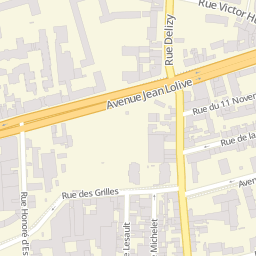 Rue Victor H
Rue Delizy
Avenue Jean Lolive
Rue du 11 Novem
Rue de la
Rue des Grilles
Aven
Rue Honoré d'Es
Rue Lesault
Michelet